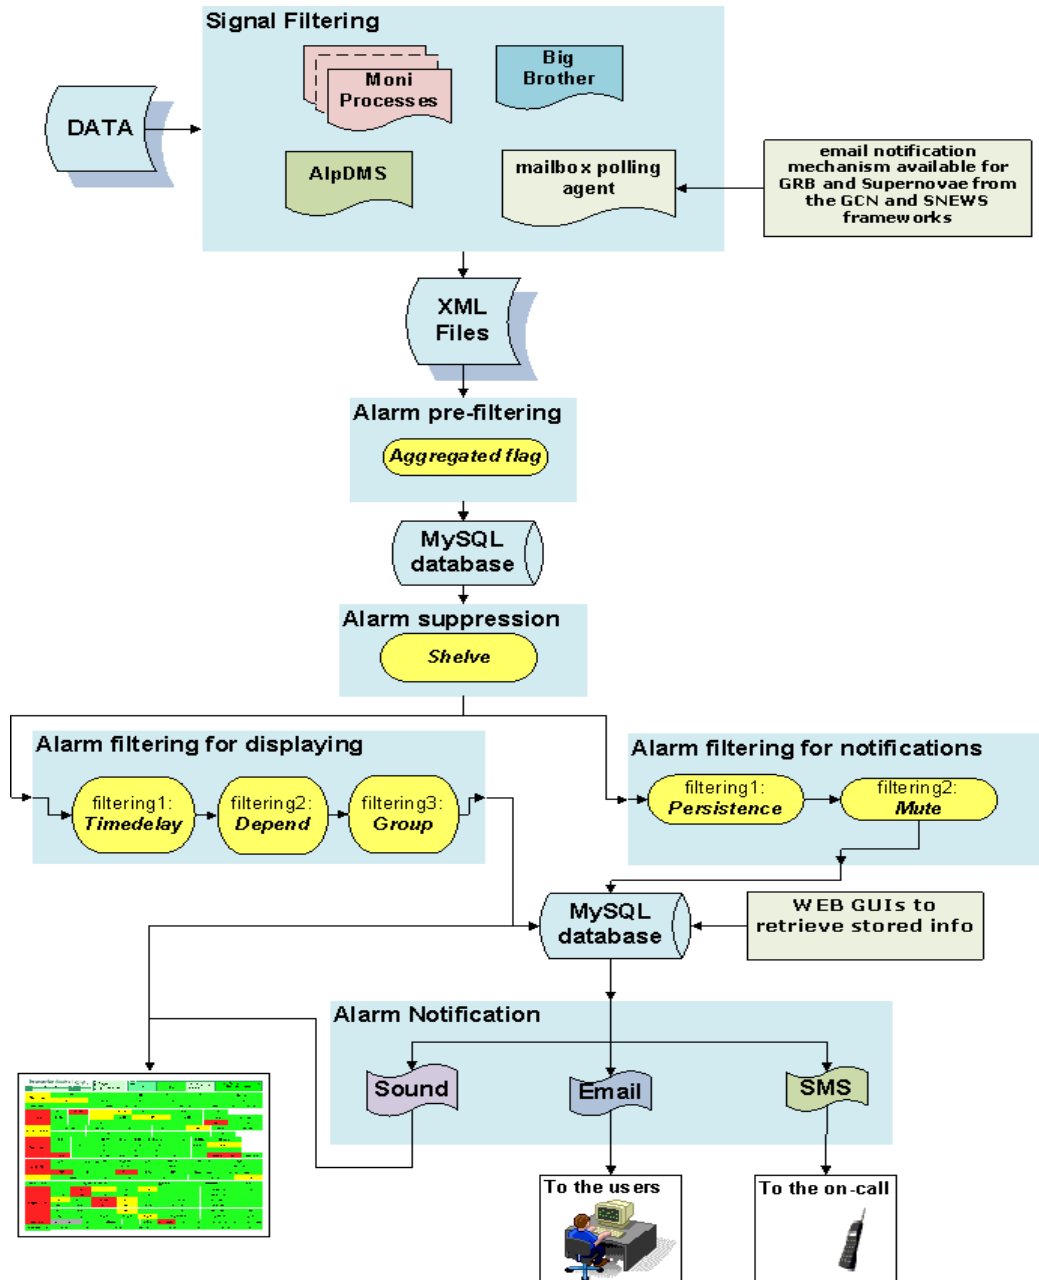 Signal Filtering
Moni
Processes
Big
Brother
DATA
AlpDMS
mailbox polling
agent
email notification
mechanism available for
GRB and Supernovae from
the GCN and SNEWS
frameworks
XML
Files
Alarm pre-filtering
Aggregated flag
MySQL
database
Alarm suppression
Shelve
Alarm filtering for displaying
filtering1:
Timedelay
filtering2:
Depend
filtering3:
Group
Alarm filtering for notifications
filtering1:
Persistence
filtering2:
Mute
MySQL
database
WEB GUIs to
retrieve stored info
Alarm Notification
Sound
Email
SMS
To the users
To the on-call